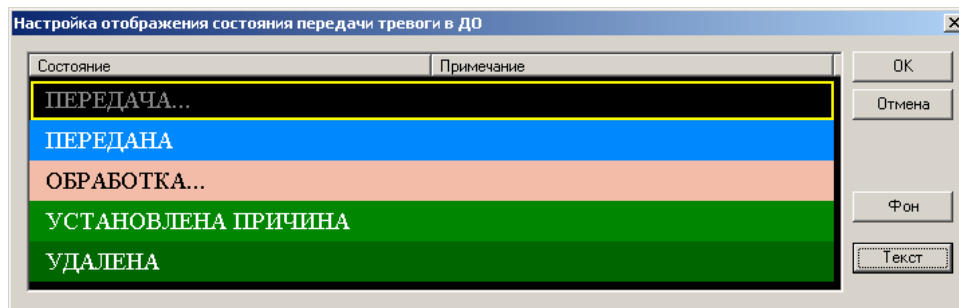 Настройка отображения состояния передачи тревоги в ДО
Состояние Примечание
ПЕРЕДАЧА...
ПЕРЕДАНА
ОБРАБОТКА...
УСТАНОВЛЕНА ПРИЧИНА
УДАЛЕНА
OK
Отмена
Фон
Текст